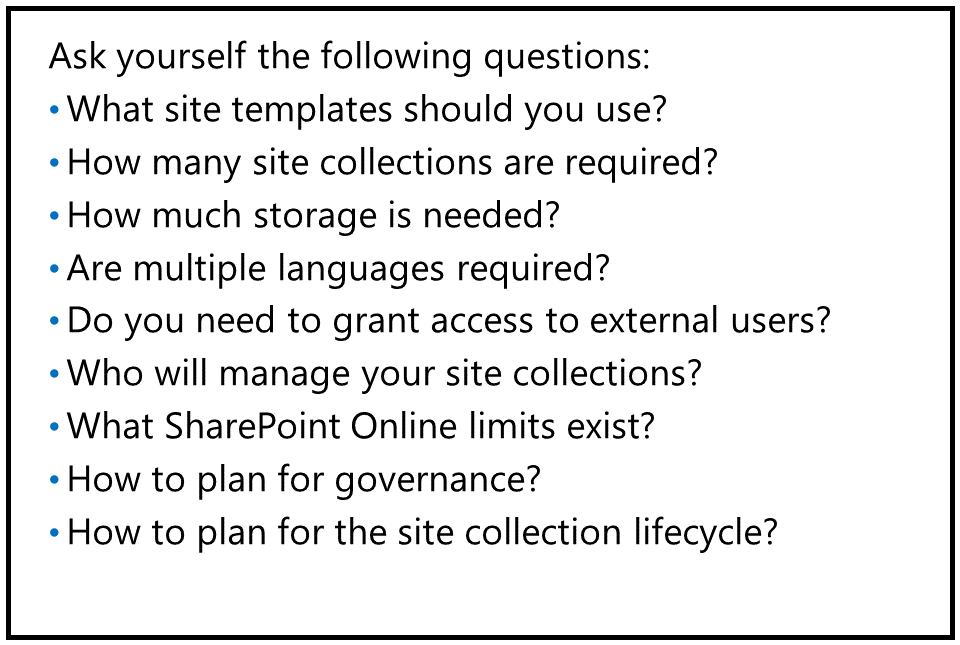 Ask yourself the following questions:
• What site templates should you use?
• How many site collections are required?
• How much storage is needed?
• Are multiple languages required?
• Do you need to grant access to external users?
• Who will manage your site collections?
• What SharePoint Online limits exist?
• How to plan for governance?
• How to plan for the site collection lifecycle?